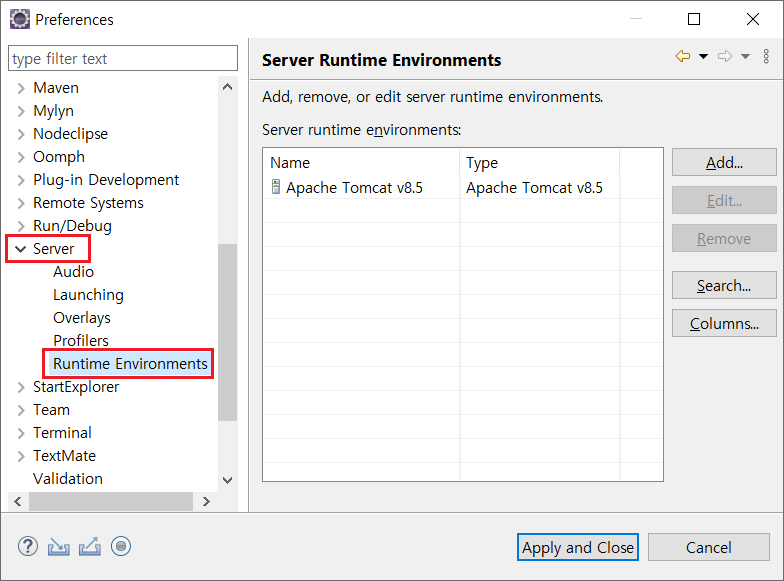 Preferences
type filter text
Maven
Mylyn
Nodeclipse
Oomph
Plug-in Development
Remote Systems
Run/Debug
Server
Audio
Launching
Overlays
Profilers
Runtime Environments
StartExplorer
Team
Terminal
TextMate
Validation
Server Runtime Environments
Add, remove, or edit server runtime environments.
Server runtime environments:
Name Type
Apache Tomcat v8.5 Apache Tomcat v8.5
Add...
Edit...
Remove
Search...
Columns...
?
Apply and Close Cancel